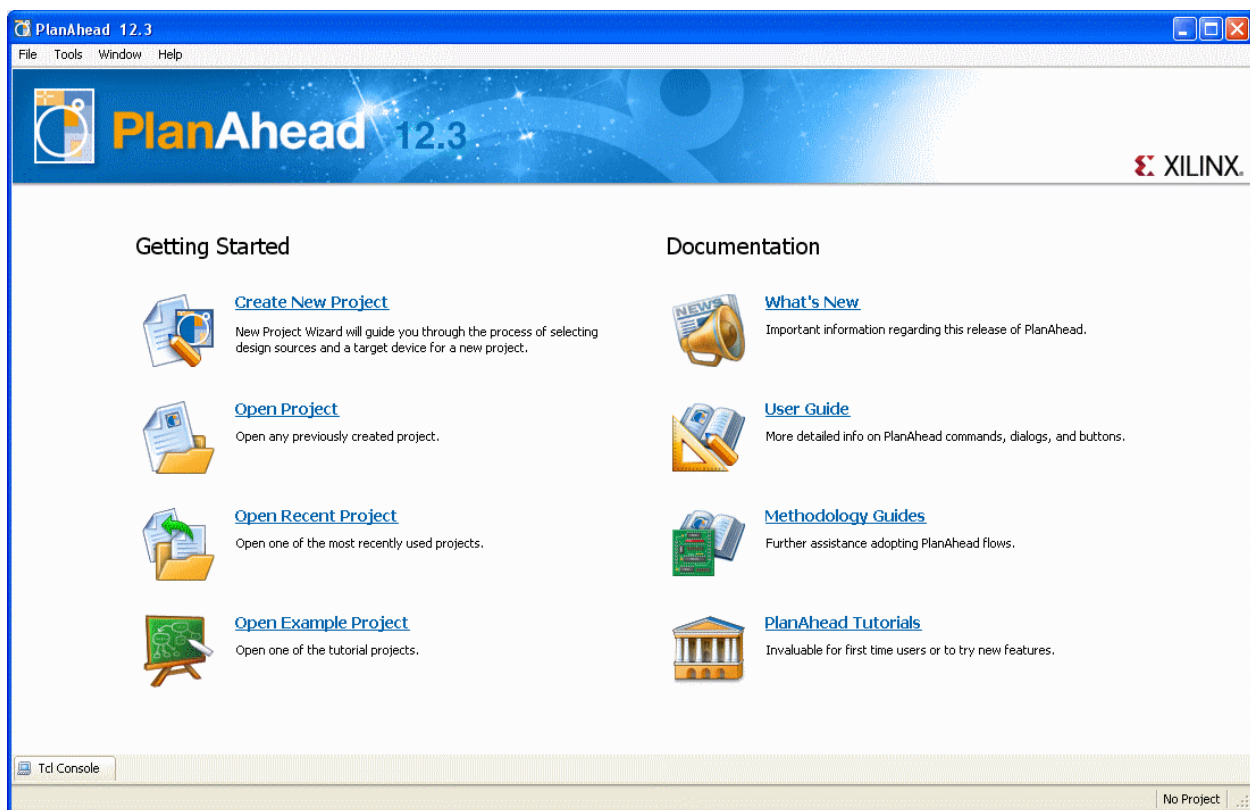 PlanAhead 12.3
File Tools Window Help
PlanAhead 12.3
XILINX.
Getting Started
Create New Project
New Project Wizard will guide you through the process of selecting
design sources and a target device for a new project.
Open Project
Open any previously created project.
Open Recent Project
Open one of the most recently used projects.
Open Example Project
Open one of the tutorial projects.
Documentation
NEWS
What's New
Important information regarding this release of PlanAhead.
User Guide
More detailed info on PlanAhead commands, dialogs, and buttons.
Methodology Guides
Further assistance adopting PlanAhead flows.
PlanAhead Tutorials
Invaluable for first time users or to try new features.
Tcl Console
No Project